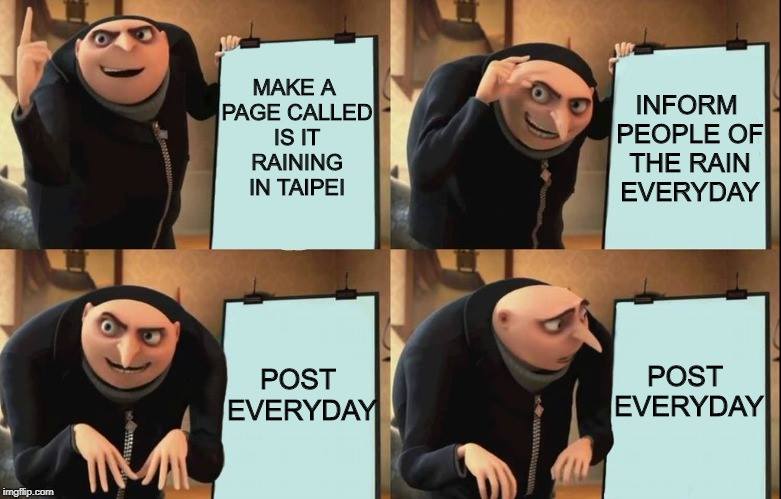 MAKE A
PAGE CALLED
IS IT
RAINING
IN TAIPEI
INFORM
PEOPLE OF
THE RAIN
EVERYDAY
POST
EVERYDAY
POST
EVERYDAY
imgflip.com